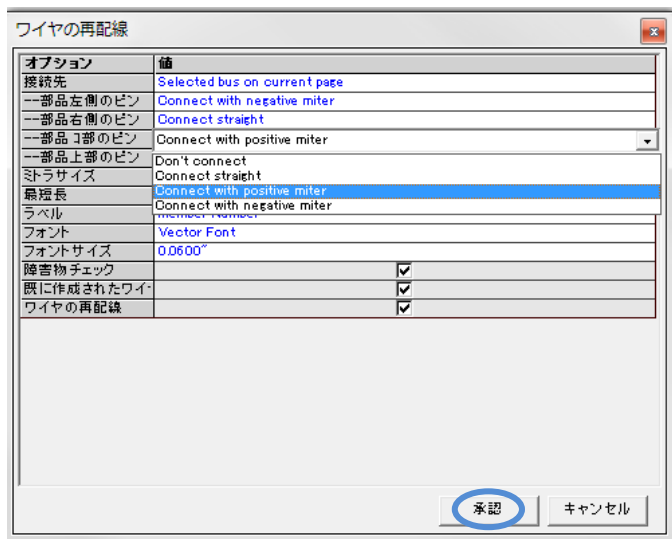 ワイヤの再配線
オプション 値
接続先 Selected bus on current page
--部品左側のピン Connect with negative miter
--部品右側のピン Connect straight
--部品コ部のピン Connect with positive miter
--部品上部のピン Don't connect
ミトラサイズ Connect straight
最短長 Connect with positive miter
Connect with negative miter
ラベル
フォント Vector Font
フォントサイズ 0.0600"
障害物チェック
既に作成されたワイ
ワイヤの再配線
承認 キャンセル